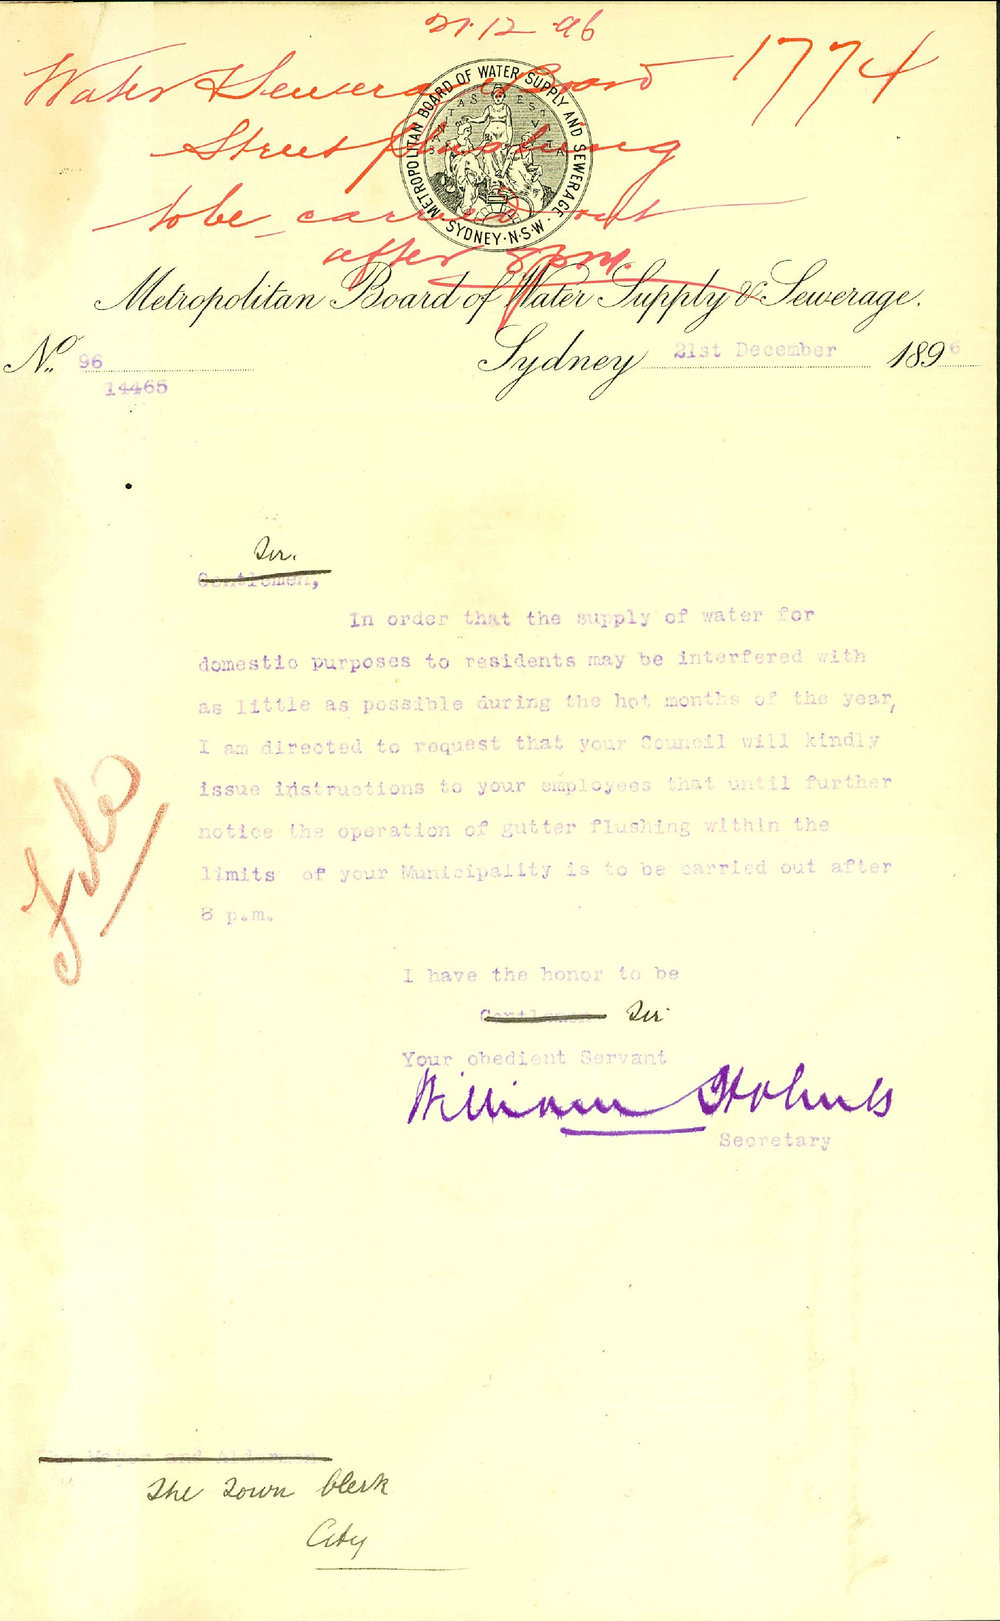 21.12.96
Water & Sewerage Board 1774
Street flushing
to be carried out
after 8 p.m.
METROPOLITAN BOARD OF WATER SUPPLY AND SEWERAGE.
SYDNEY·N·S·W·
SANITAS
Metropolitan Board of Water Supply & Sewerage.
No. 96 Sydney 21st December 1896
14465
Sir.
Gentlemen,
In order that the supply of water for
domestic purposes to residents may be interfered with
as little as possible during the hot months of the year,
I am directed to request that your Council will kindly
issue instructions to your employees that until further
notice the operation of gutter flushing within the
limits of your Municipality is to be carried out after
8 p.m.
File
I have the honor to be
Gentlemen Sir
Your obedient Servant
William Holmes
Secretary
The Mayor and Aldermen
The Town Clerk
City